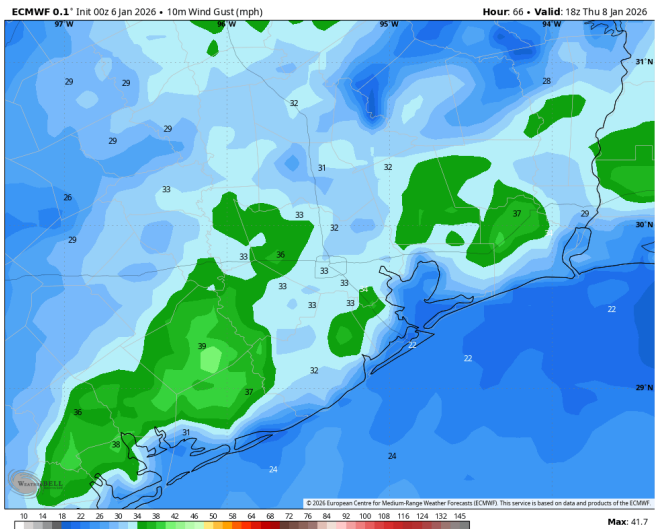 ECMWF 0.1° Init 00z 6 Jan 2026 • 10m Wind Gust (mph)
Hour: 66 • Valid: 18z Thu 8 Jan 2026
97°W 96°W 95°W 94°W
31°N
29 29 28
32
29
29
31 32
33
26
33 37 29
32
30°N
29
33 36
33
33 33
34
33 33
22
39 22
22
32
29°N
37
36
31
38
24
24
WeatherBELL
© 2026 European Centre for Medium-Range Weather Forecasts (ECMWF). This service is based on data and products of the ECMWF.
10 14 18 22 26 30 34 38 42 46 50 54 58 64 68 72 76 84 92 100 108 116 124 132 145
Max: 41.7